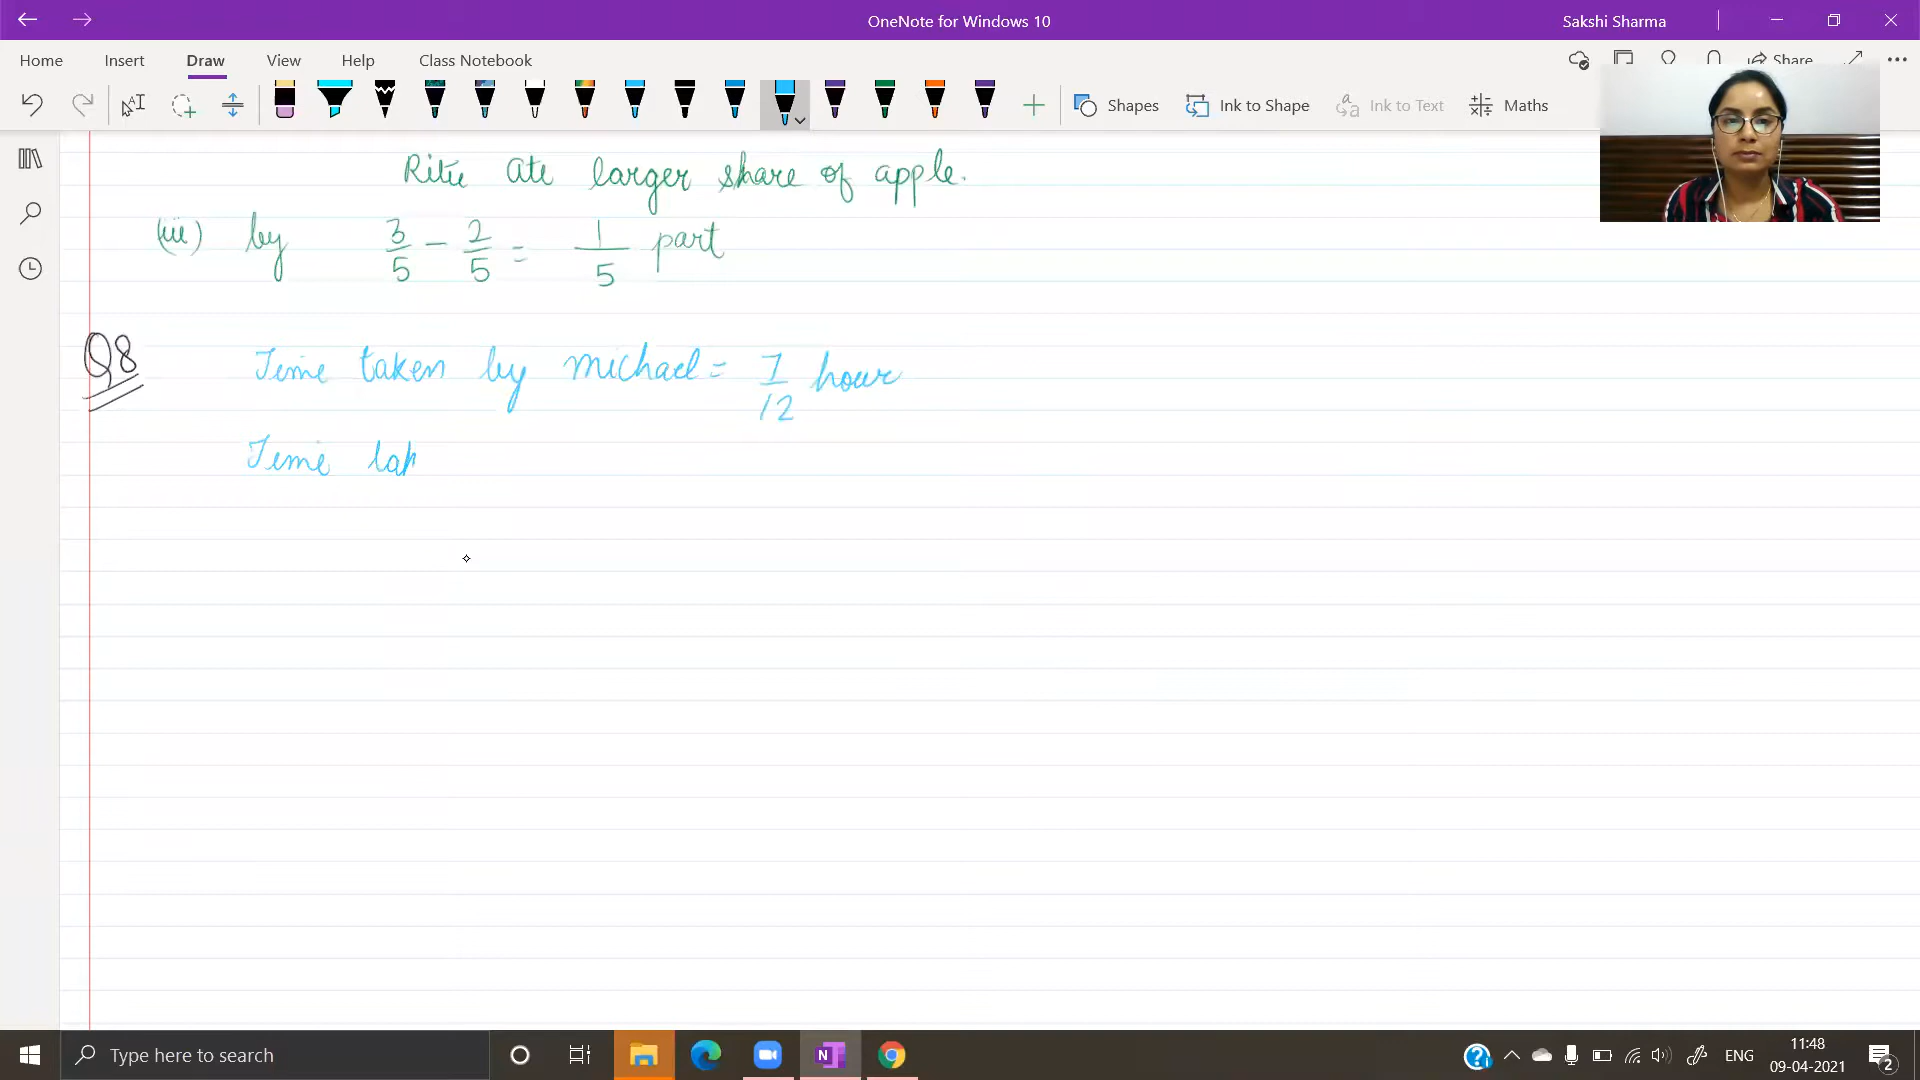 OneNote for Windows 10
Sakshi Sharma
Home Insert Draw View Help Class Notebook
Share
Shapes Ink to Shape Ink to Text Maths
Ritu ate larger share of apple.
(iii) by 3/5 - 2/5 = 1/5 part
Q8
Time taken by michael = 7/12 hour
Time
Type here to search
ENG
11:48
09-04-2021
2